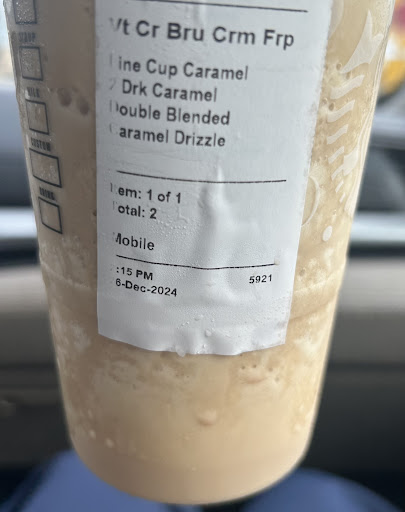 Vt Cr Bru Crm Frp
ine Cup Caramel
Drk Caramel
Double Blended
aramel Drizzle
em: 1 of 1
otal: 2
Mobile
:15 PM
6-Dec-2024 5921